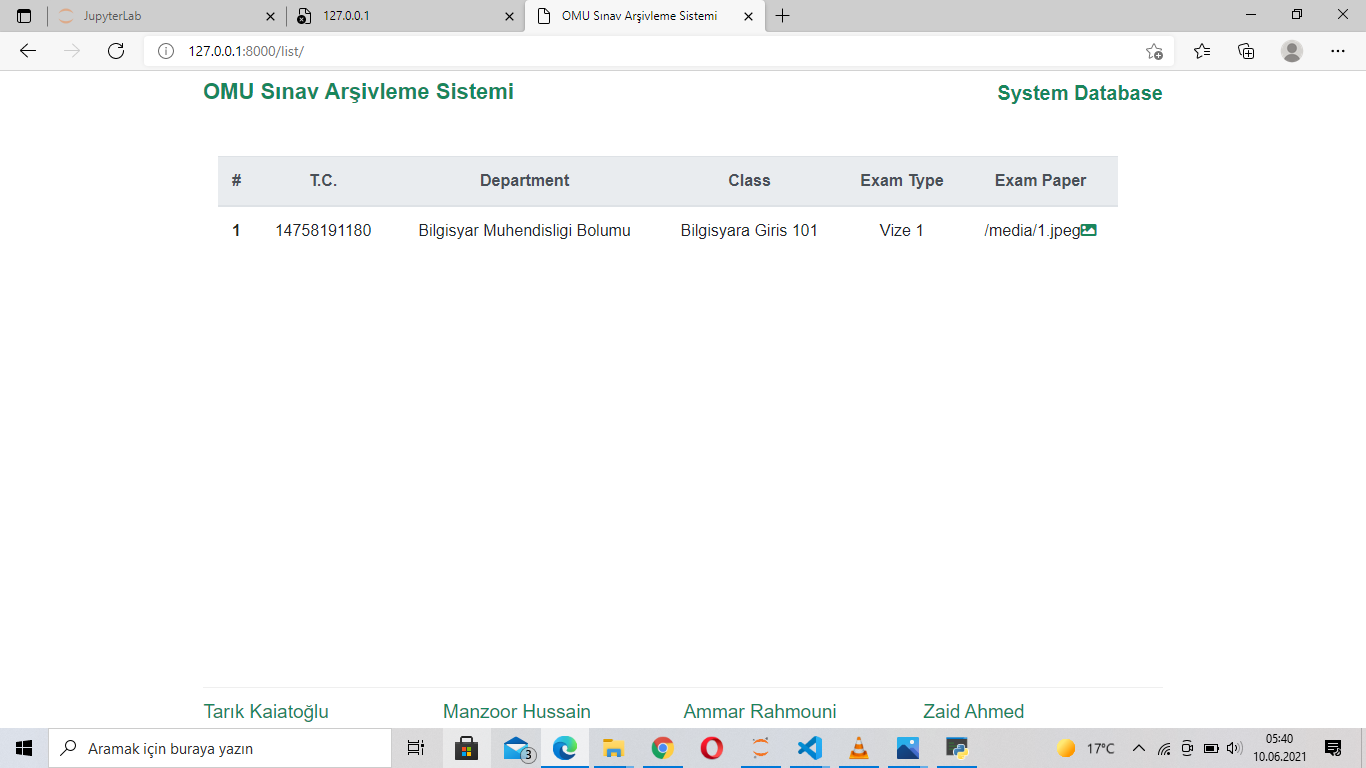 JupyterLab
127.0.0.1
OMU Sınav Arşivleme Sistemi
127.0.0.1:8000/list/
OMU Sınav Arşivleme Sistemi
System Database
# T.C. Department Class Exam Type Exam Paper
1 14758191180 Bilgisyar Muhendisligi Bolumu Bilgisyara Giris 101 Vize 1 /media/1.jpeg
Tarık Kaiatoğlu Manzoor Hussain Ammar Rahmouni Zaid Ahmed
Aramak için buraya yazın
3
17°C
05:40
10.06.2021